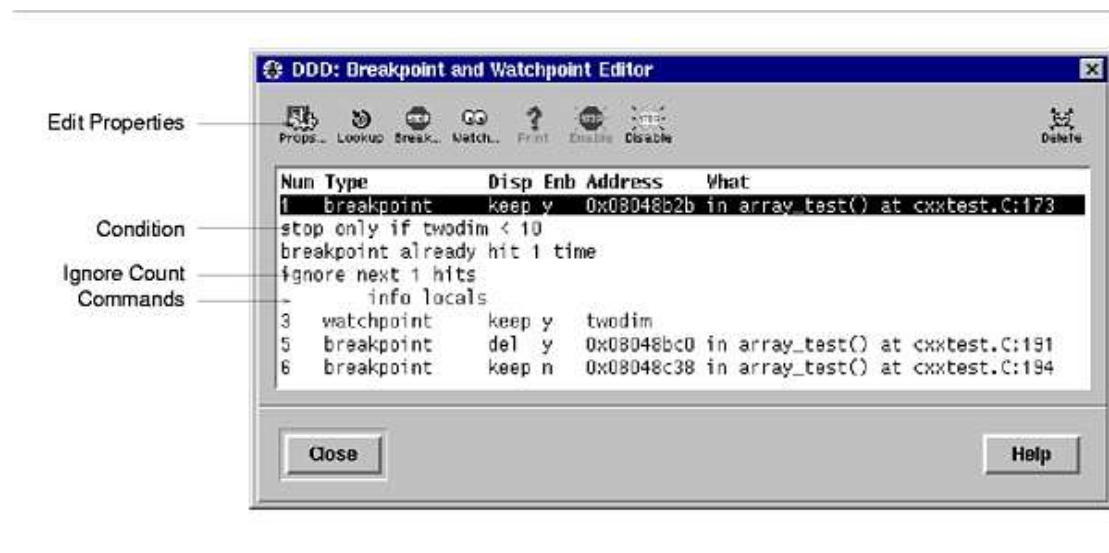 DDD: Breakpoint and Watchpoint Editor
Edit Properties
Props... Lookup Break... Watch... Print Enable Disable Delete
Num Type Disp Enb Address What
1 breakpoint keep y 0x08048b2b in array_test() at cxxtest.C:173
Condition
stop only if twodim < 10
breakpoint already hit 1 time
Ignore Count
ignore next 1 hits
Commands
info locals
3 watchpoint keep y twodim
5 breakpoint del y 0x08048bc0 in array_test() at cxxtest.C:191
6 breakpoint keep n 0x08048c38 in array_test() at cxxtest.C:194
Close Help